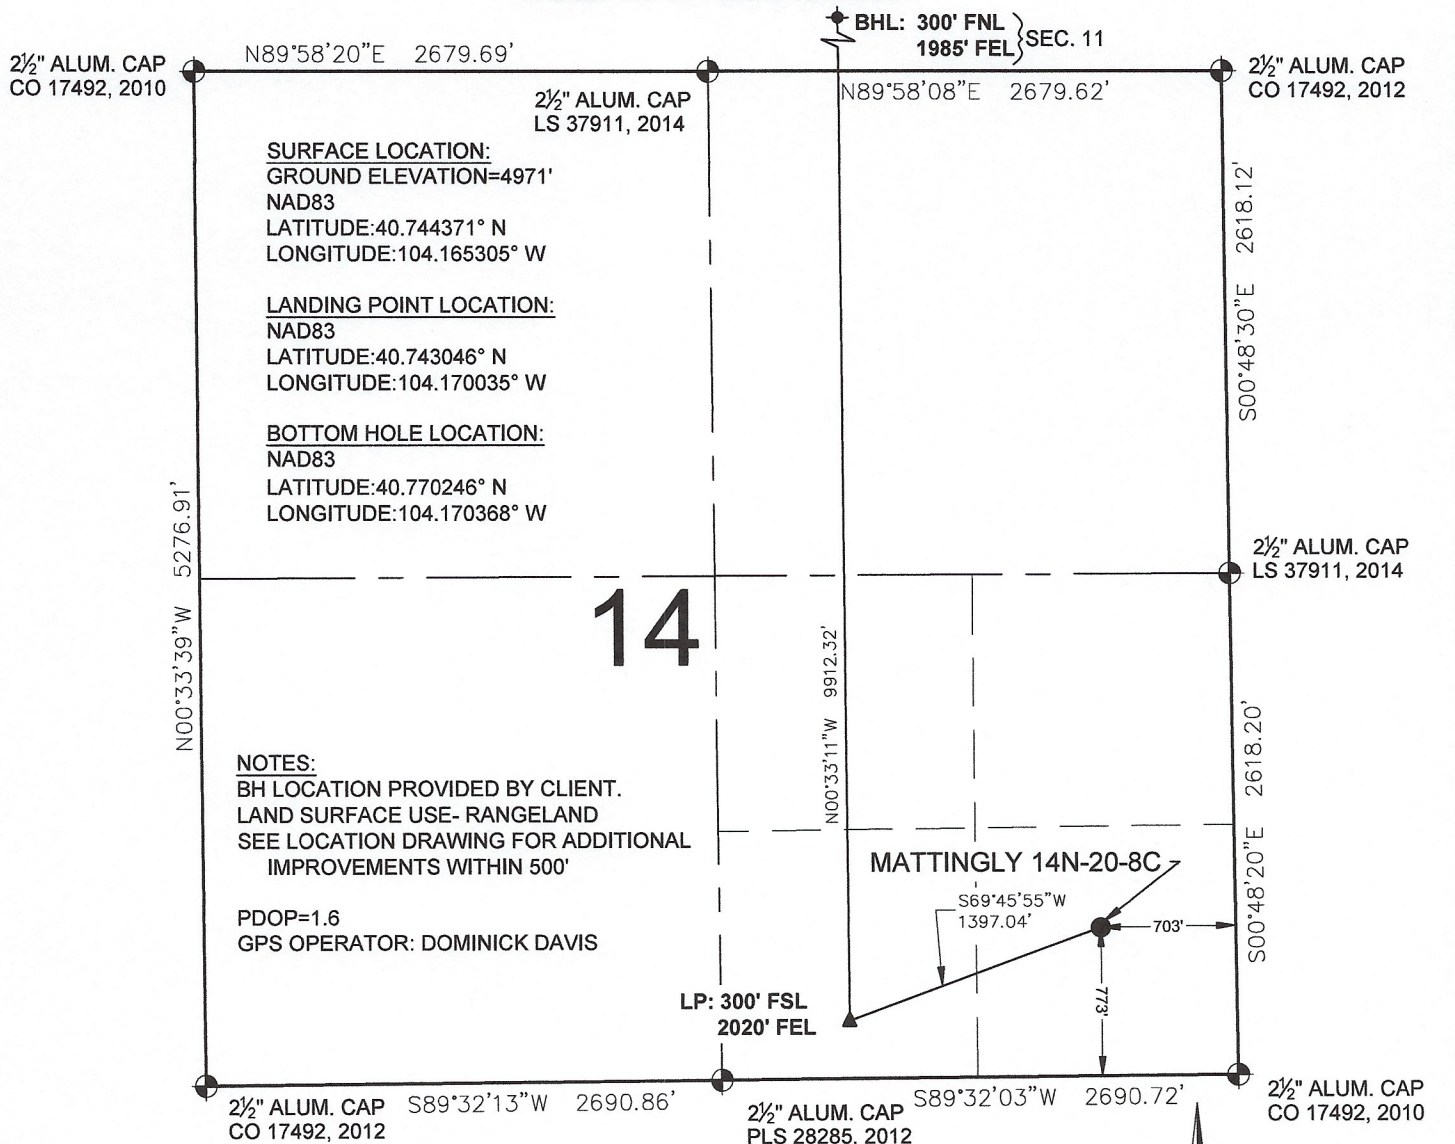 BHL: 300' FNL
1985' FEL
SEC. 11
N89°58'20"E 2679.69'
2½" ALUM. CAP
CO 17492, 2010
2½" ALUM. CAP
LS 37911, 2014
N89°58'08"E 2679.62'
2½" ALUM. CAP
CO 17492, 2012
SURFACE LOCATION:
GROUND ELEVATION=4971'
NAD83
LATITUDE:40.744371° N
LONGITUDE:104.165305° W
LANDING POINT LOCATION:
NAD83
LATITUDE:40.743046° N
LONGITUDE:104.170035° W
BOTTOM HOLE LOCATION:
NAD83
LATITUDE:40.770246° N
LONGITUDE:104.170368° W
S00°48'30"E 2618.12'
N00°33'39"W 5276.91'
2½" ALUM. CAP
LS 37911, 2014
14
N00°33'11"W 9912.32'
S00°48'20"E 2618.20'
NOTES:
BH LOCATION PROVIDED BY CLIENT.
LAND SURFACE USE- RANGELAND
SEE LOCATION DRAWING FOR ADDITIONAL
IMPROVEMENTS WITHIN 500'
PDOP=1.6
GPS OPERATOR: DOMINICK DAVIS
MATTINGLY 14N-20-8C
S69°45'55"W
1397.04'
703'
773'
LP: 300' FSL
2020' FEL
2½" ALUM. CAP
CO 17492, 2012
S89°32'13"W 2690.86'
2½" ALUM. CAP
PLS 28285, 2012
S89°32'03"W 2690.72'
2½" ALUM. CAP
CO 17492, 2010